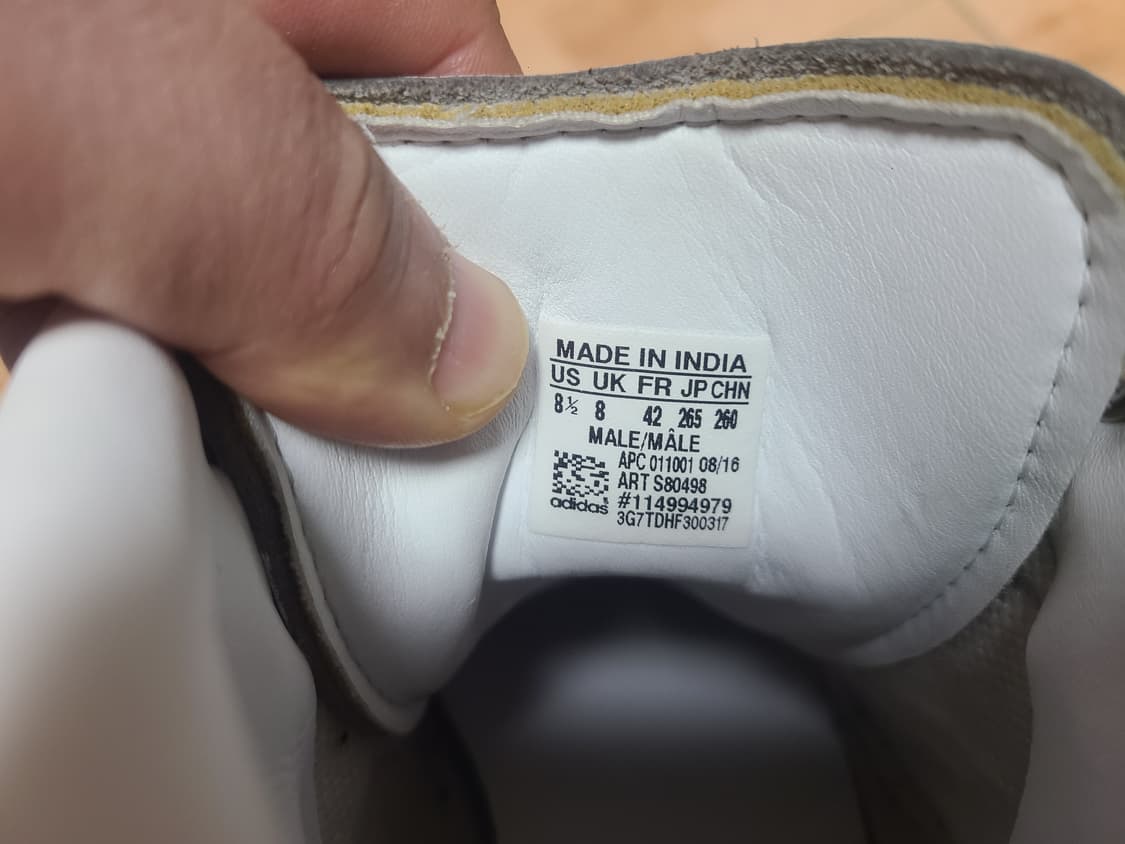 MADE IN INDIA
US UK FR JP CHN
8½ 8 42 265 260
MALE/MÂLE
APC 011001 08/16
ART S80498
#114994979
adidas
3G7TDHF300317